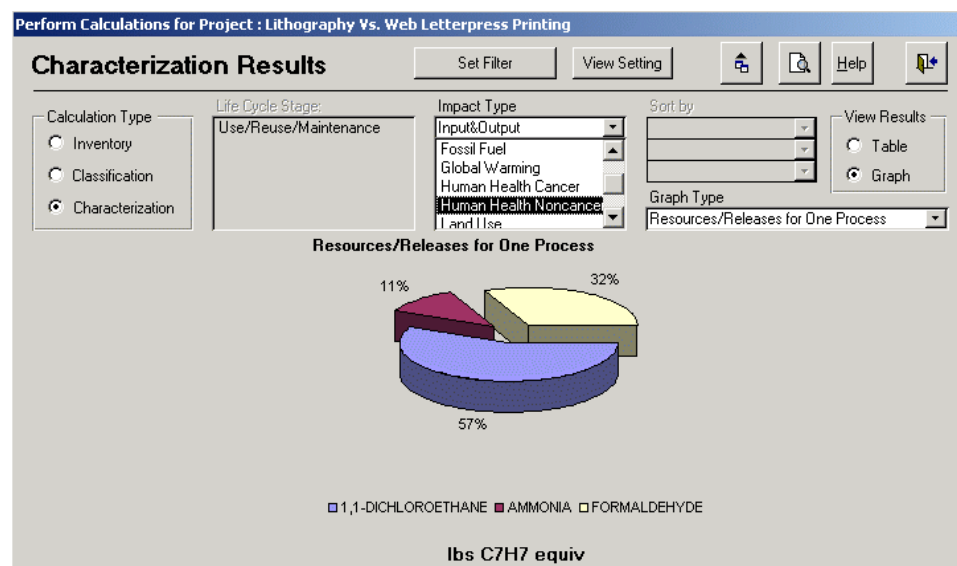 Perform Calculations for Project : Lithography Vs. Web Letterpress Printing
Characterization Results
Set Filter
View Setting
Help
Calculation Type
Inventory
Classification
Characterization
Life Cycle Stage:
Use/Reuse/Maintenance
Impact Type
Input&Output
Fossil Fuel
Global Warming
Human Health Cancer
Human Health Noncancer
Land Use
Sort by
Graph Type
Resources/Releases for One Process
View Results
Table
Graph
Resources/Releases for One Process
11%
32%
57%
1,1-DICHLOROETHANE AMMONIA FORMALDEHYDE
lbs C7H7 equiv